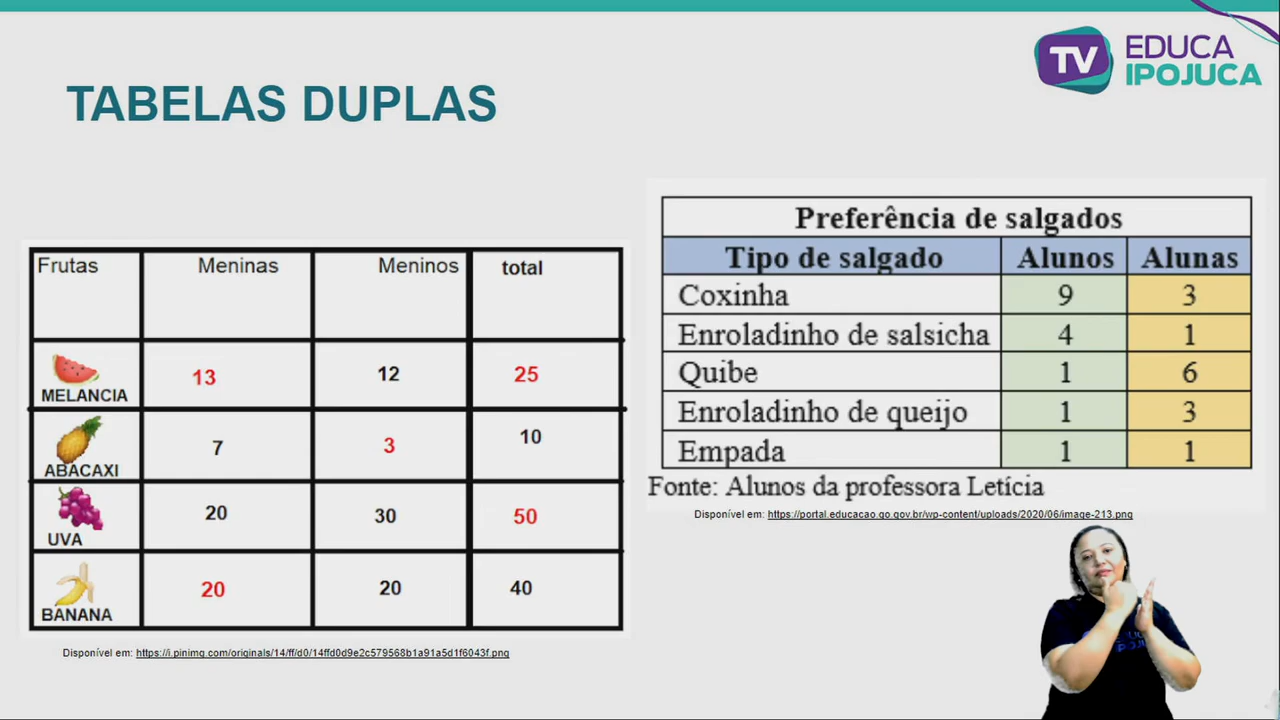 TV EDUCA
IPOJUCA
TABELAS DUPLAS
Frutas Meninas Meninos total
MELANCIA 13 12 25
ABACAXI 7 3 10
UVA 20 30 50
BANANA 20 20 40
Disponível em: https://i.pinimg.com/originals/14/ff/d0/14ffd0d9e2c579568b1a91a5d1f6043f.png
Preferência de salgados
Tipo de salgado Alunos Alunas
Coxinha 9 3
Enroladinho de salsicha 4 1
Quibe 1 6
Enroladinho de queijo 1 3
Empada 1 1
Fonte: Alunos da professora Letícia
Disponível em: https://portal.educacao.go.gov.br/wp-content/uploads/2020/06/image-213.png